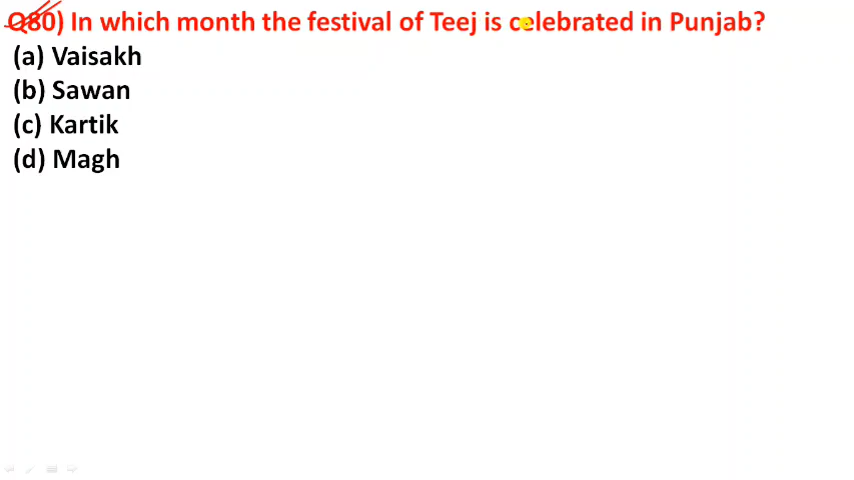 Q80) In which month the festival of Teej is celebrated in Punjab?
(a) Vaisakh
(b) Sawan
(c) Kartik
(d) Magh